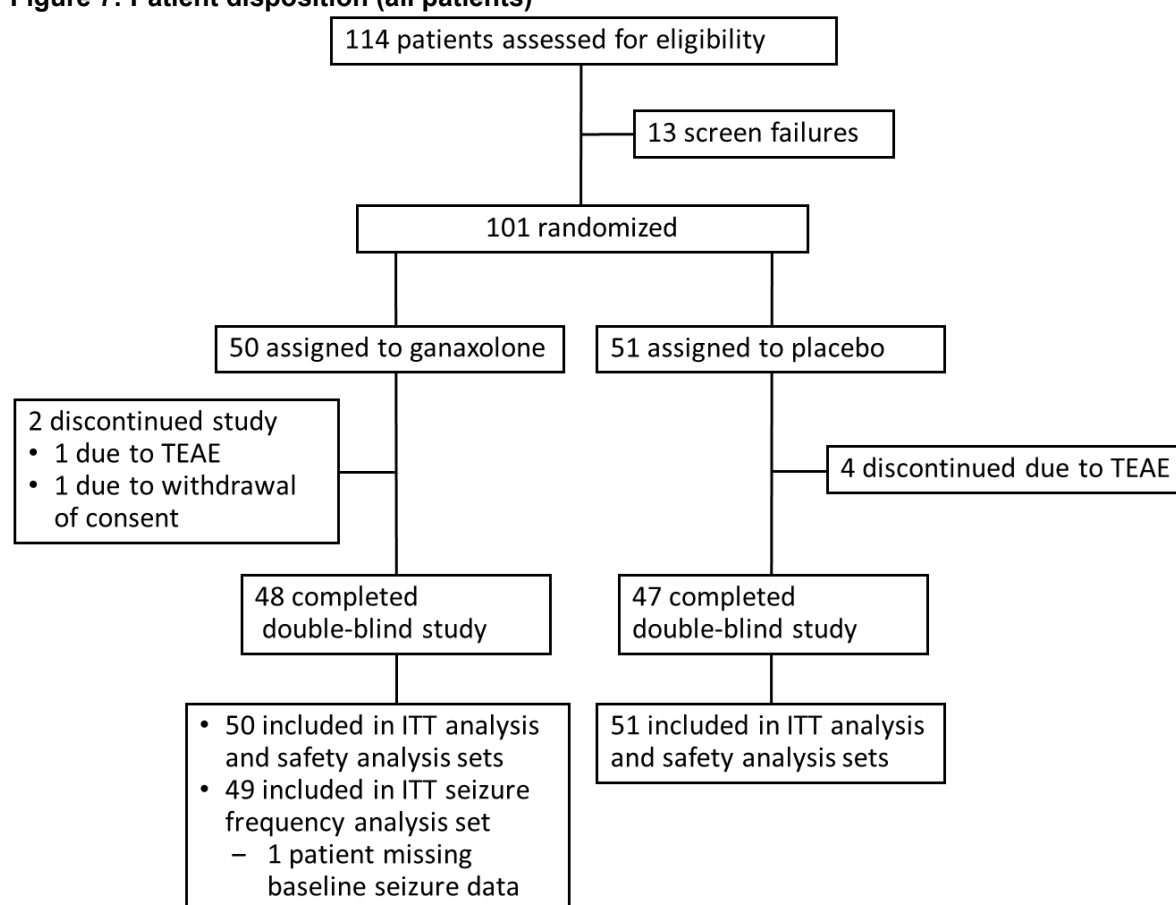 Figure 7: Patient disposition (all patients)
114 patients assessed for eligibility
13 screen failures
101 randomized
50 assigned to ganaxolone
51 assigned to placebo
2 discontinued study
• 1 due to TEAE
• 1 due to withdrawal
of consent
4 discontinued due to TEAE
48 completed
double-blind study
47 completed
double-blind study
• 50 included in ITT analysis
and safety analysis sets
• 49 included in ITT seizure
frequency analysis set
– 1 patient missing
baseline seizure data
51 included in ITT analysis
and safety analysis sets